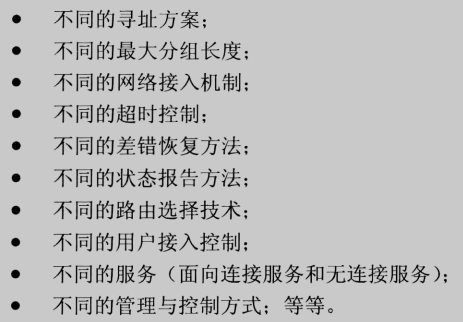 ● 不同的寻址方案；
● 不同的最大分组长度；
● 不同的网络接入机制；
● 不同的超时控制；
● 不同的差错恢复方法；
● 不同的状态报告方法；
● 不同的路由选择技术；
● 不同的用户接入控制；
● 不同的服务（面向连接服务和无连接服务）；
● 不同的管理与控制方式；等等。